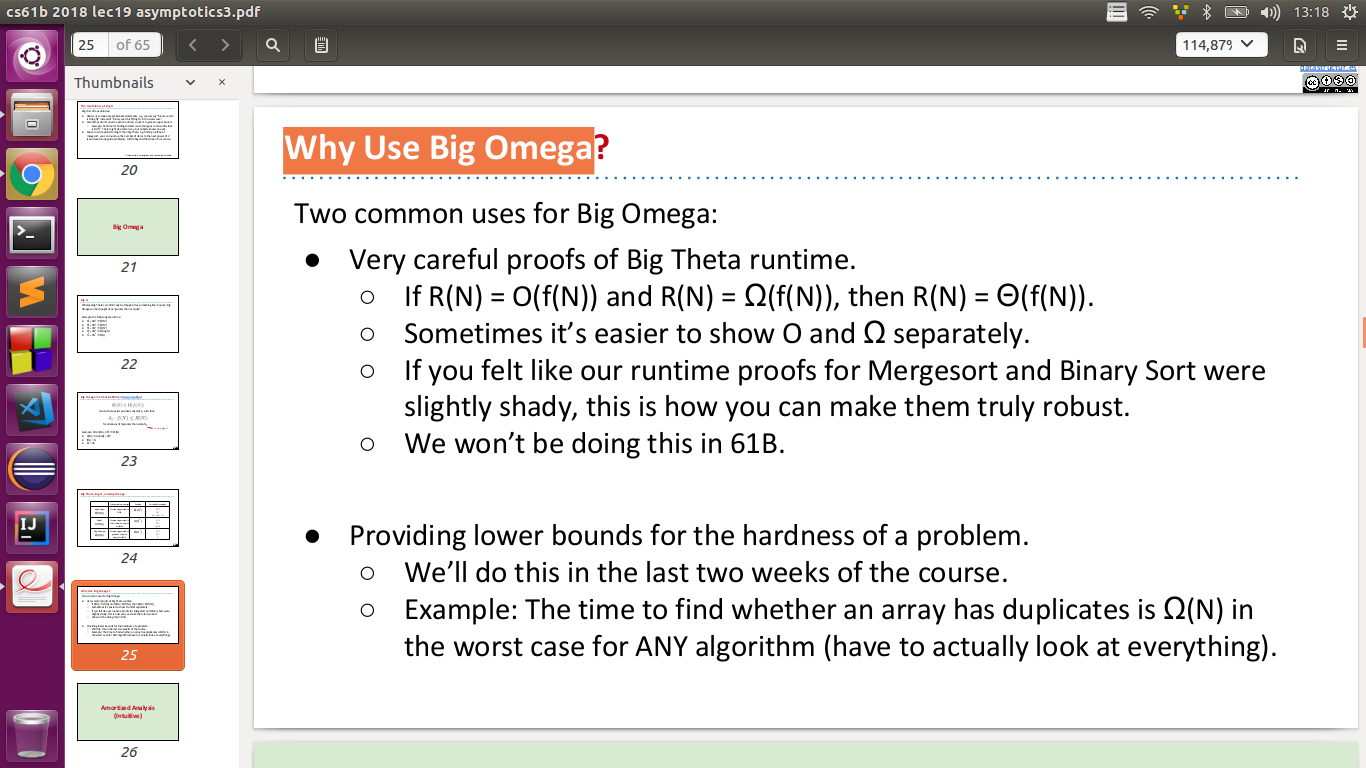 cs61b 2018 lec19 asymptotics3.pdf
13:18
25 of 65
114,87%
Thumbnails
datastructur.es
20
Big Omega
21
22
23
24
25
Amortized Analysis
(Intuitive)
26
Why Use Big Omega?
Two common uses for Big Omega:
● Very careful proofs of Big Theta runtime.
○ If R(N) = O(f(N)) and R(N) = Ω(f(N)), then R(N) = Θ(f(N)).
○ Sometimes it’s easier to show O and Ω separately.
○ If you felt like our runtime proofs for Mergesort and Binary Sort were
slightly shady, this is how you can make them truly robust.
○ We won’t be doing this in 61B.
● Providing lower bounds for the hardness of a problem.
○ We’ll do this in the last two weeks of the course.
○ Example: The time to find whether an array has duplicates is Ω(N) in
the worst case for ANY algorithm (have to actually look at everything).